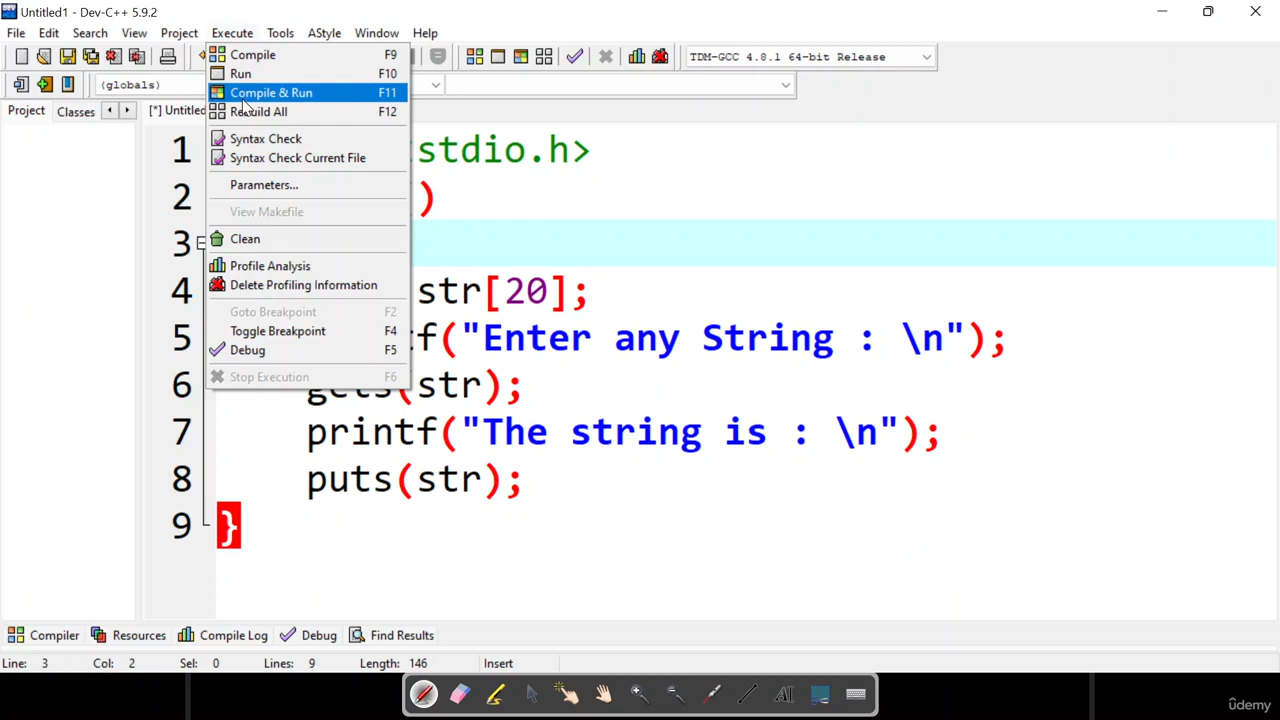 Untitled1 - Dev-C++ 5.9.2
File Edit Search View Project Execute Tools AStyle Window Help
TDM-GCC 4.8.1 64-bit Release
(globals)
Project Classes [*] Untitled
Compile F9
Run F10
Compile & Run F11
Rebuild All F12
Syntax Check
Syntax Check Current File
Parameters...
View Makefile
Clean
Profile Analysis
Delete Profiling Information
Goto Breakpoint F2
Toggle Breakpoint F4
Debug F5
Stop Execution F6
1 stdio.h>
2 )
3
4 str[20];
5 f("Enter any String : \n");
6 gets(str);
7 printf("The string is : \n");
8 puts(str);
9 }
Compiler Resources Compile Log Debug Find Results
Line: 3 Col: 2 Sel: 0 Lines: 9 Length: 146 Insert
ûdemy